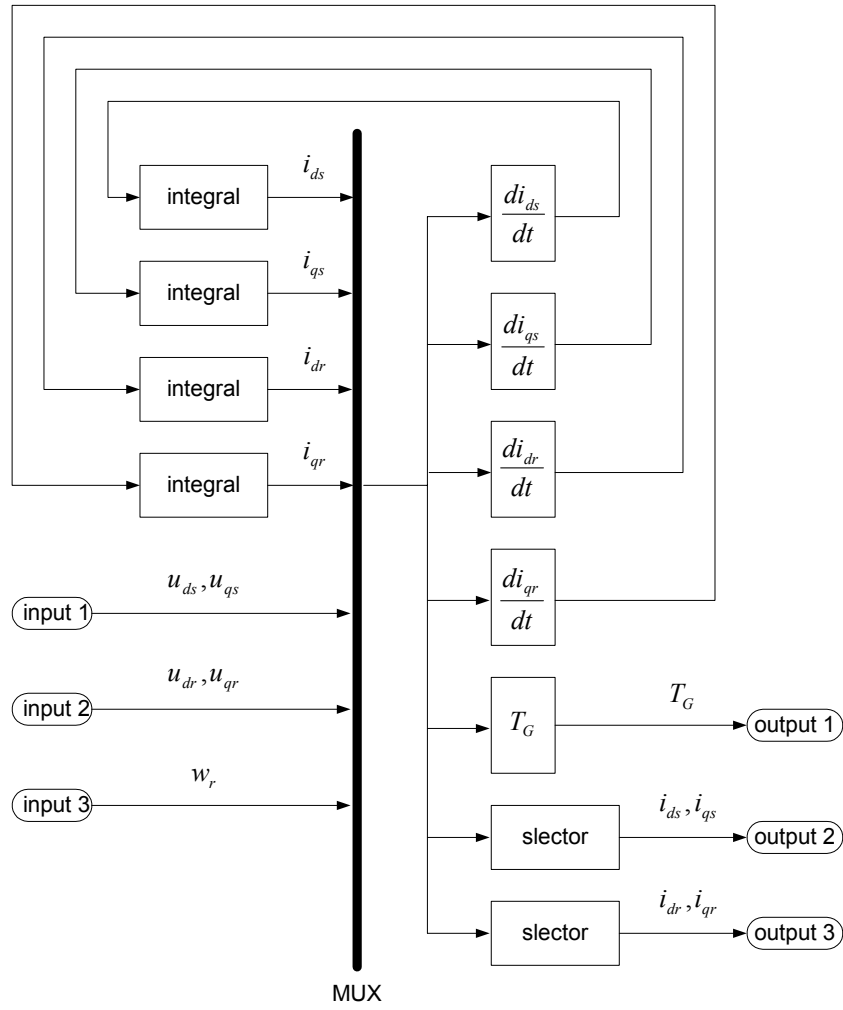 integral
i_ds
integral
i_qs
integral
i_dr
integral
i_qr
input 1
u_ds, u_qs
input 2
u_dr, u_qr
input 3
w_r
MUX
di_ds
dt
di_qs
dt
di_dr
dt
di_qr
dt
T_G
T_G
output 1
slector
i_ds, i_qs
output 2
slector
i_dr, i_qr
output 3